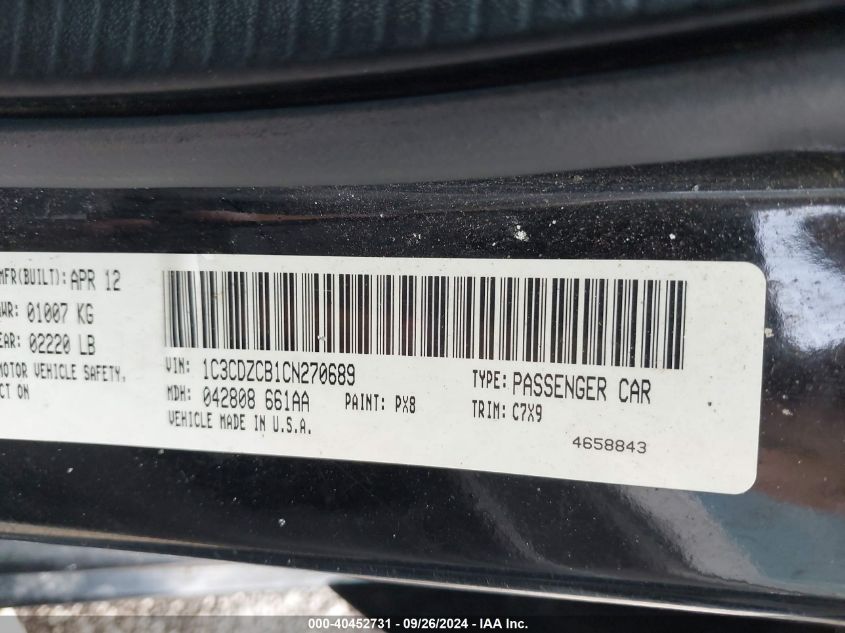 MFR(BUILT): APR 12
WR: 01007 KG
EAR: 02220 LB
MOTOR VEHICLE SAFETY,
CT ON
VIN: 1C3CDZCB1CN270689
TYPE: PASSENGER CAR
MDH: 042808 661AA
PAINT: PX8
TRIM: C7X9
VEHICLE MADE IN U.S.A.
4658843
000-40452731 - 09/26/2024 - IAA Inc.